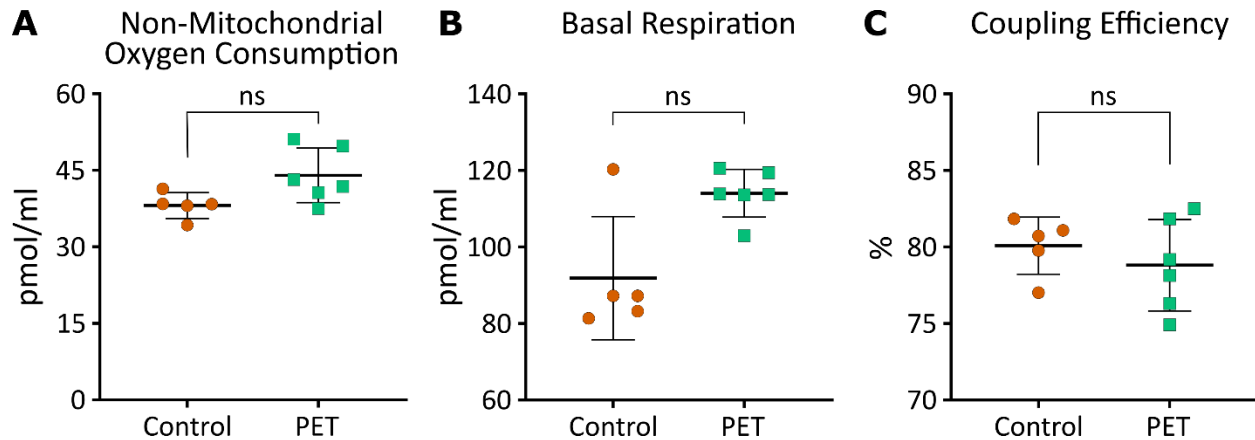 A
Non-Mitochondrial
Oxygen Consumption
60
45
30
15
0
pmol/ml
ns
Control
PET
B
Basal Respiration
140
120
100
80
60
pmol/ml
ns
Control
PET
C
Coupling Efficiency
90
85
80
75
70
%
ns
Control
PET